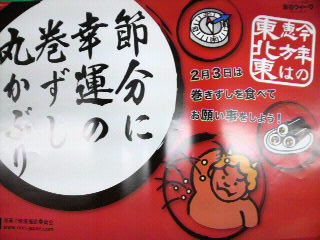 節分に
幸運の
巻ずし
丸かぶり
2月3日は
巻きずしを食べて
お願い事をしよう!
今年の
恵方は
東北東